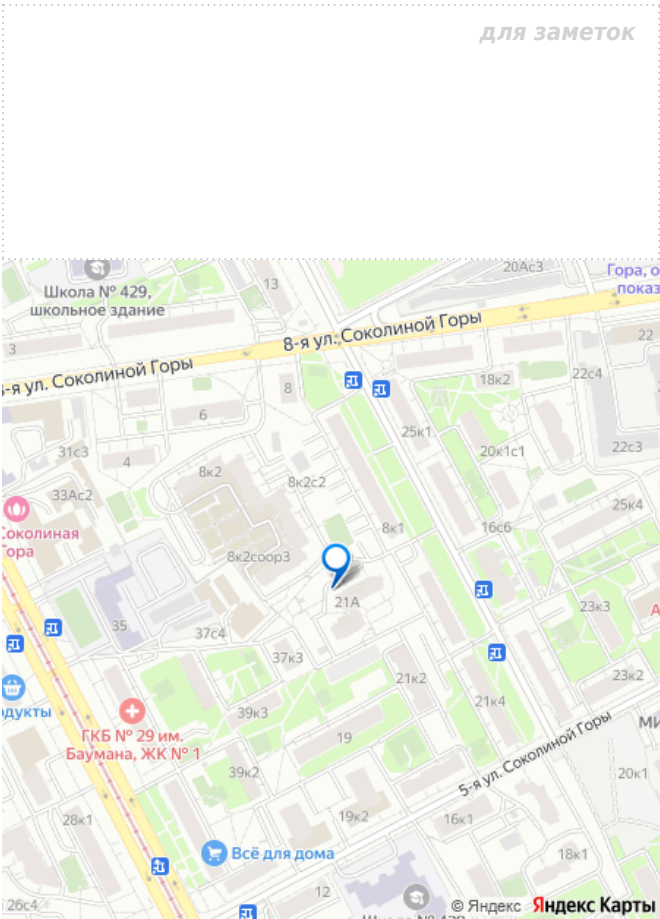 для заметок
20Ас3
Гора, о
показ
13
Школа № 429,
школьное здание
8-я ул. Соколиной Горы
22
3
-я ул. Соколиной Горы
22с4
18к2
8
6
25к1
31с3
4
20к1с1
22с3
8к2
8к2с2
33Ас2
25к4
Соколиная
Гора
8к1
16с6
8к2соор3
21А
23к3
А
35
37с4
37к3
21к2
23к2
21к4
дукты
39к3
ГКБ № 29 им.
Баумана, ЖК № 1
19
5-я ул. Соколиной Горы
МИ
39к2
20к1
28к1
19к2
16к1
Всё для дома
18к1
12
26с4
© Яндекс Яндекс Карты